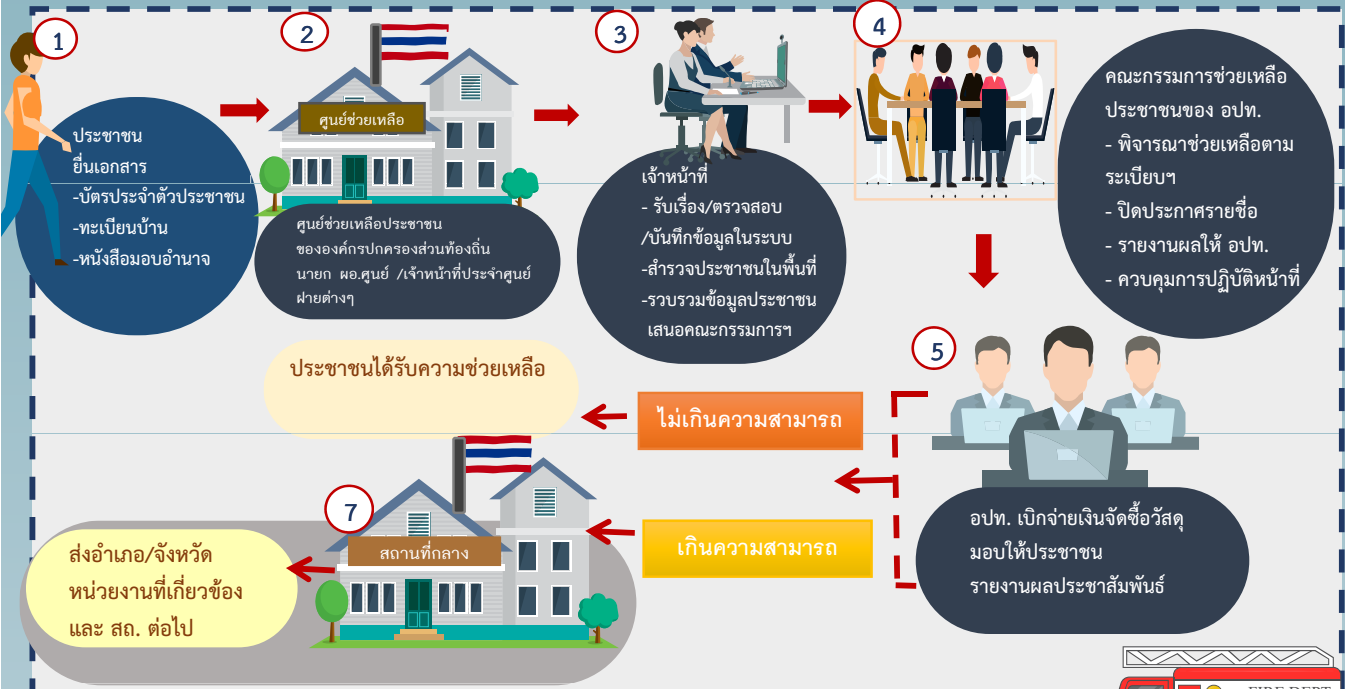 1
ประชาชน
ยื่นเอกสาร
-บัตรประจำตัวประชาชน
-ทะเบียนบ้าน
-หนังสือมอบอำนาจ
2
ศูนย์ช่วยเหลือ
ศูนย์ช่วยเหลือประชาชน
ขององค์กรปกครองส่วนท้องถิ่น
นายก ผอ.ศูนย์ /เจ้าหน้าที่ประจำศูนย์
ฝ่ายต่างๆ
3
เจ้าหน้าที่
- รับเรื่อง/ตรวจสอบ
/บันทึกข้อมูลในระบบ
-สำรวจประชาชนในพื้นที่
-รวบรวมข้อมูลประชาชน
เสนอคณะกรรมการฯ
4
คณะกรรมการช่วยเหลือ
ประชาชนของ อปท.
- พิจารณาช่วยเหลือตาม
ระเบียบฯ
- ปิดประกาศรายชื่อ
- รายงานผลให้ อปท.
- ควบคุมการปฏิบัติหน้าที่
5
อปท. เบิกจ่ายเงินจัดซื้อวัสดุ
มอบให้ประชาชน
รายงานผลประชาสัมพันธ์
ไม่เกินความสามารถ
ประชาชนได้รับความช่วยเหลือ
เกินความสามารถ
7
สถานที่กลาง
ส่งอำเภอ/จังหวัด
หน่วยงานที่เกี่ยวข้อง
และ สถ. ต่อไป
FIRE DEPT